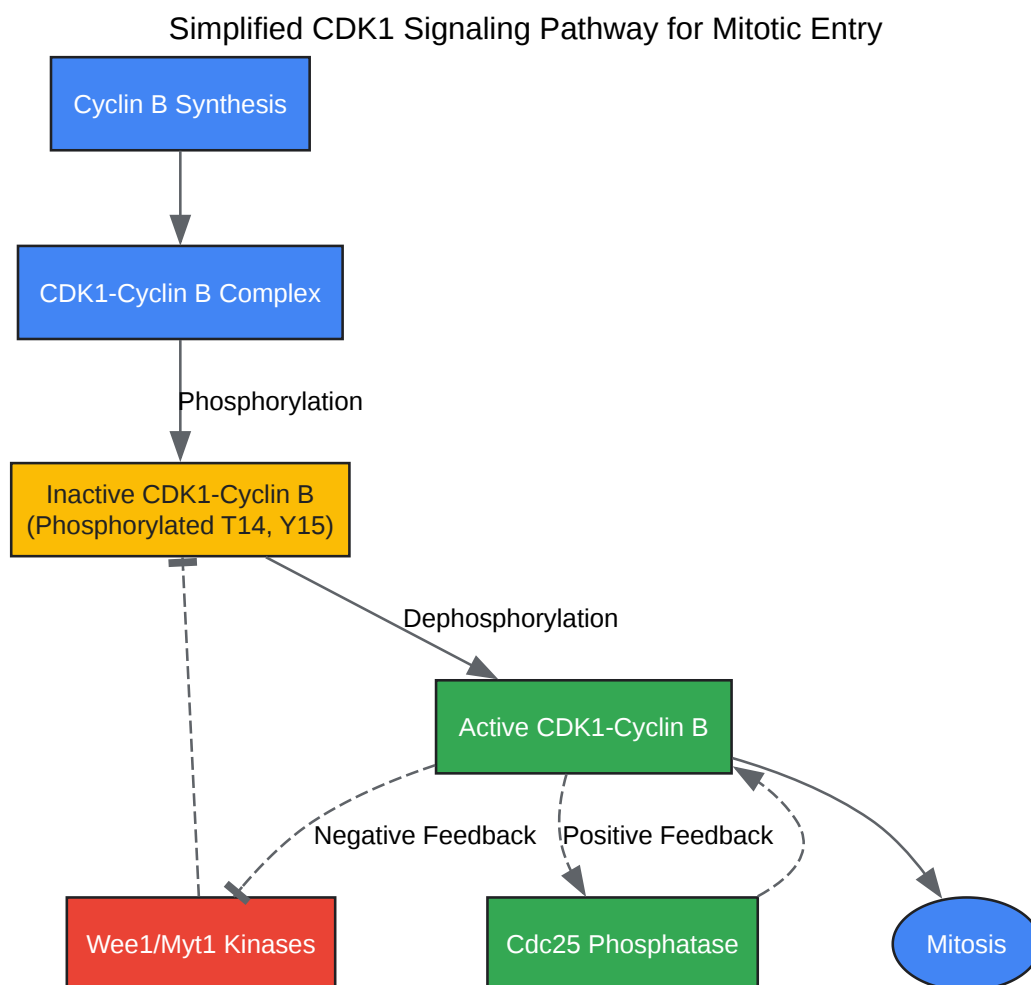 Simplified CDK1 Signaling Pathway for Mitotic Entry
Cyclin B Synthesis
CDK1-Cyclin B Complex
Phosphorylation
Inactive CDK1-Cyclin B
(Phosphorylated T14, Y15)
Dephosphorylation
Active CDK1-Cyclin B
Negative Feedback
Positive Feedback
Wee1/Myt1 Kinases
Cdc25 Phosphatase
Mitosis